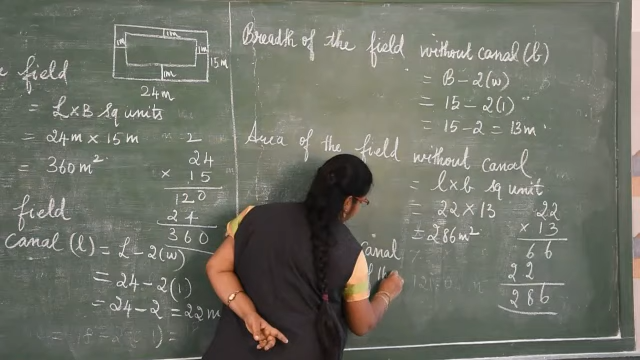 1m
1m
1m
15m
1m
24m
field
= L x B sq units
= 24m x 15m
= 360m²
2
24
x 15
120
24
360
field
canal (l) = L - 2(w)
= 24 - 2(1)
= 24 - 2 = 22m
Breadth of the field without canal (b)
= B - 2(w)
= 15 - 2(1)
= 15 - 2 = 13m
Area of the field without canal
= l x b sq unit
= 22 x 13
= 286m²
22
x 13
66
22
286
canal